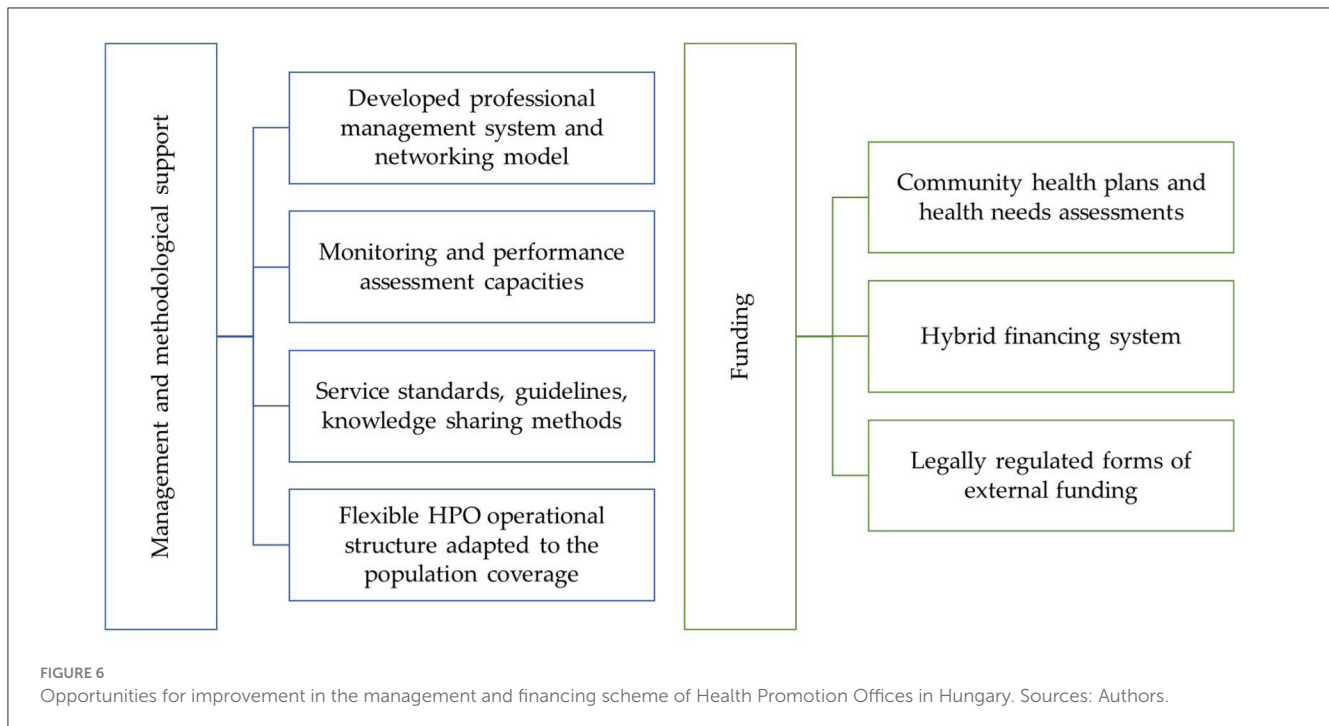 Management and methodological support
Developed professional
management system and
networking model
Monitoring and performance
assessment capacities
Service standards, guidelines,
knowledge sharing methods
Flexible HPO operational
structure adapted to the
population coverage
Funding
Community health plans and
health needs assessments
Hybrid financing system
Legally regulated forms of
external funding
FIGURE 6
Opportunities for improvement in the management and financing scheme of Health Promotion Offices in Hungary. Sources: Authors.